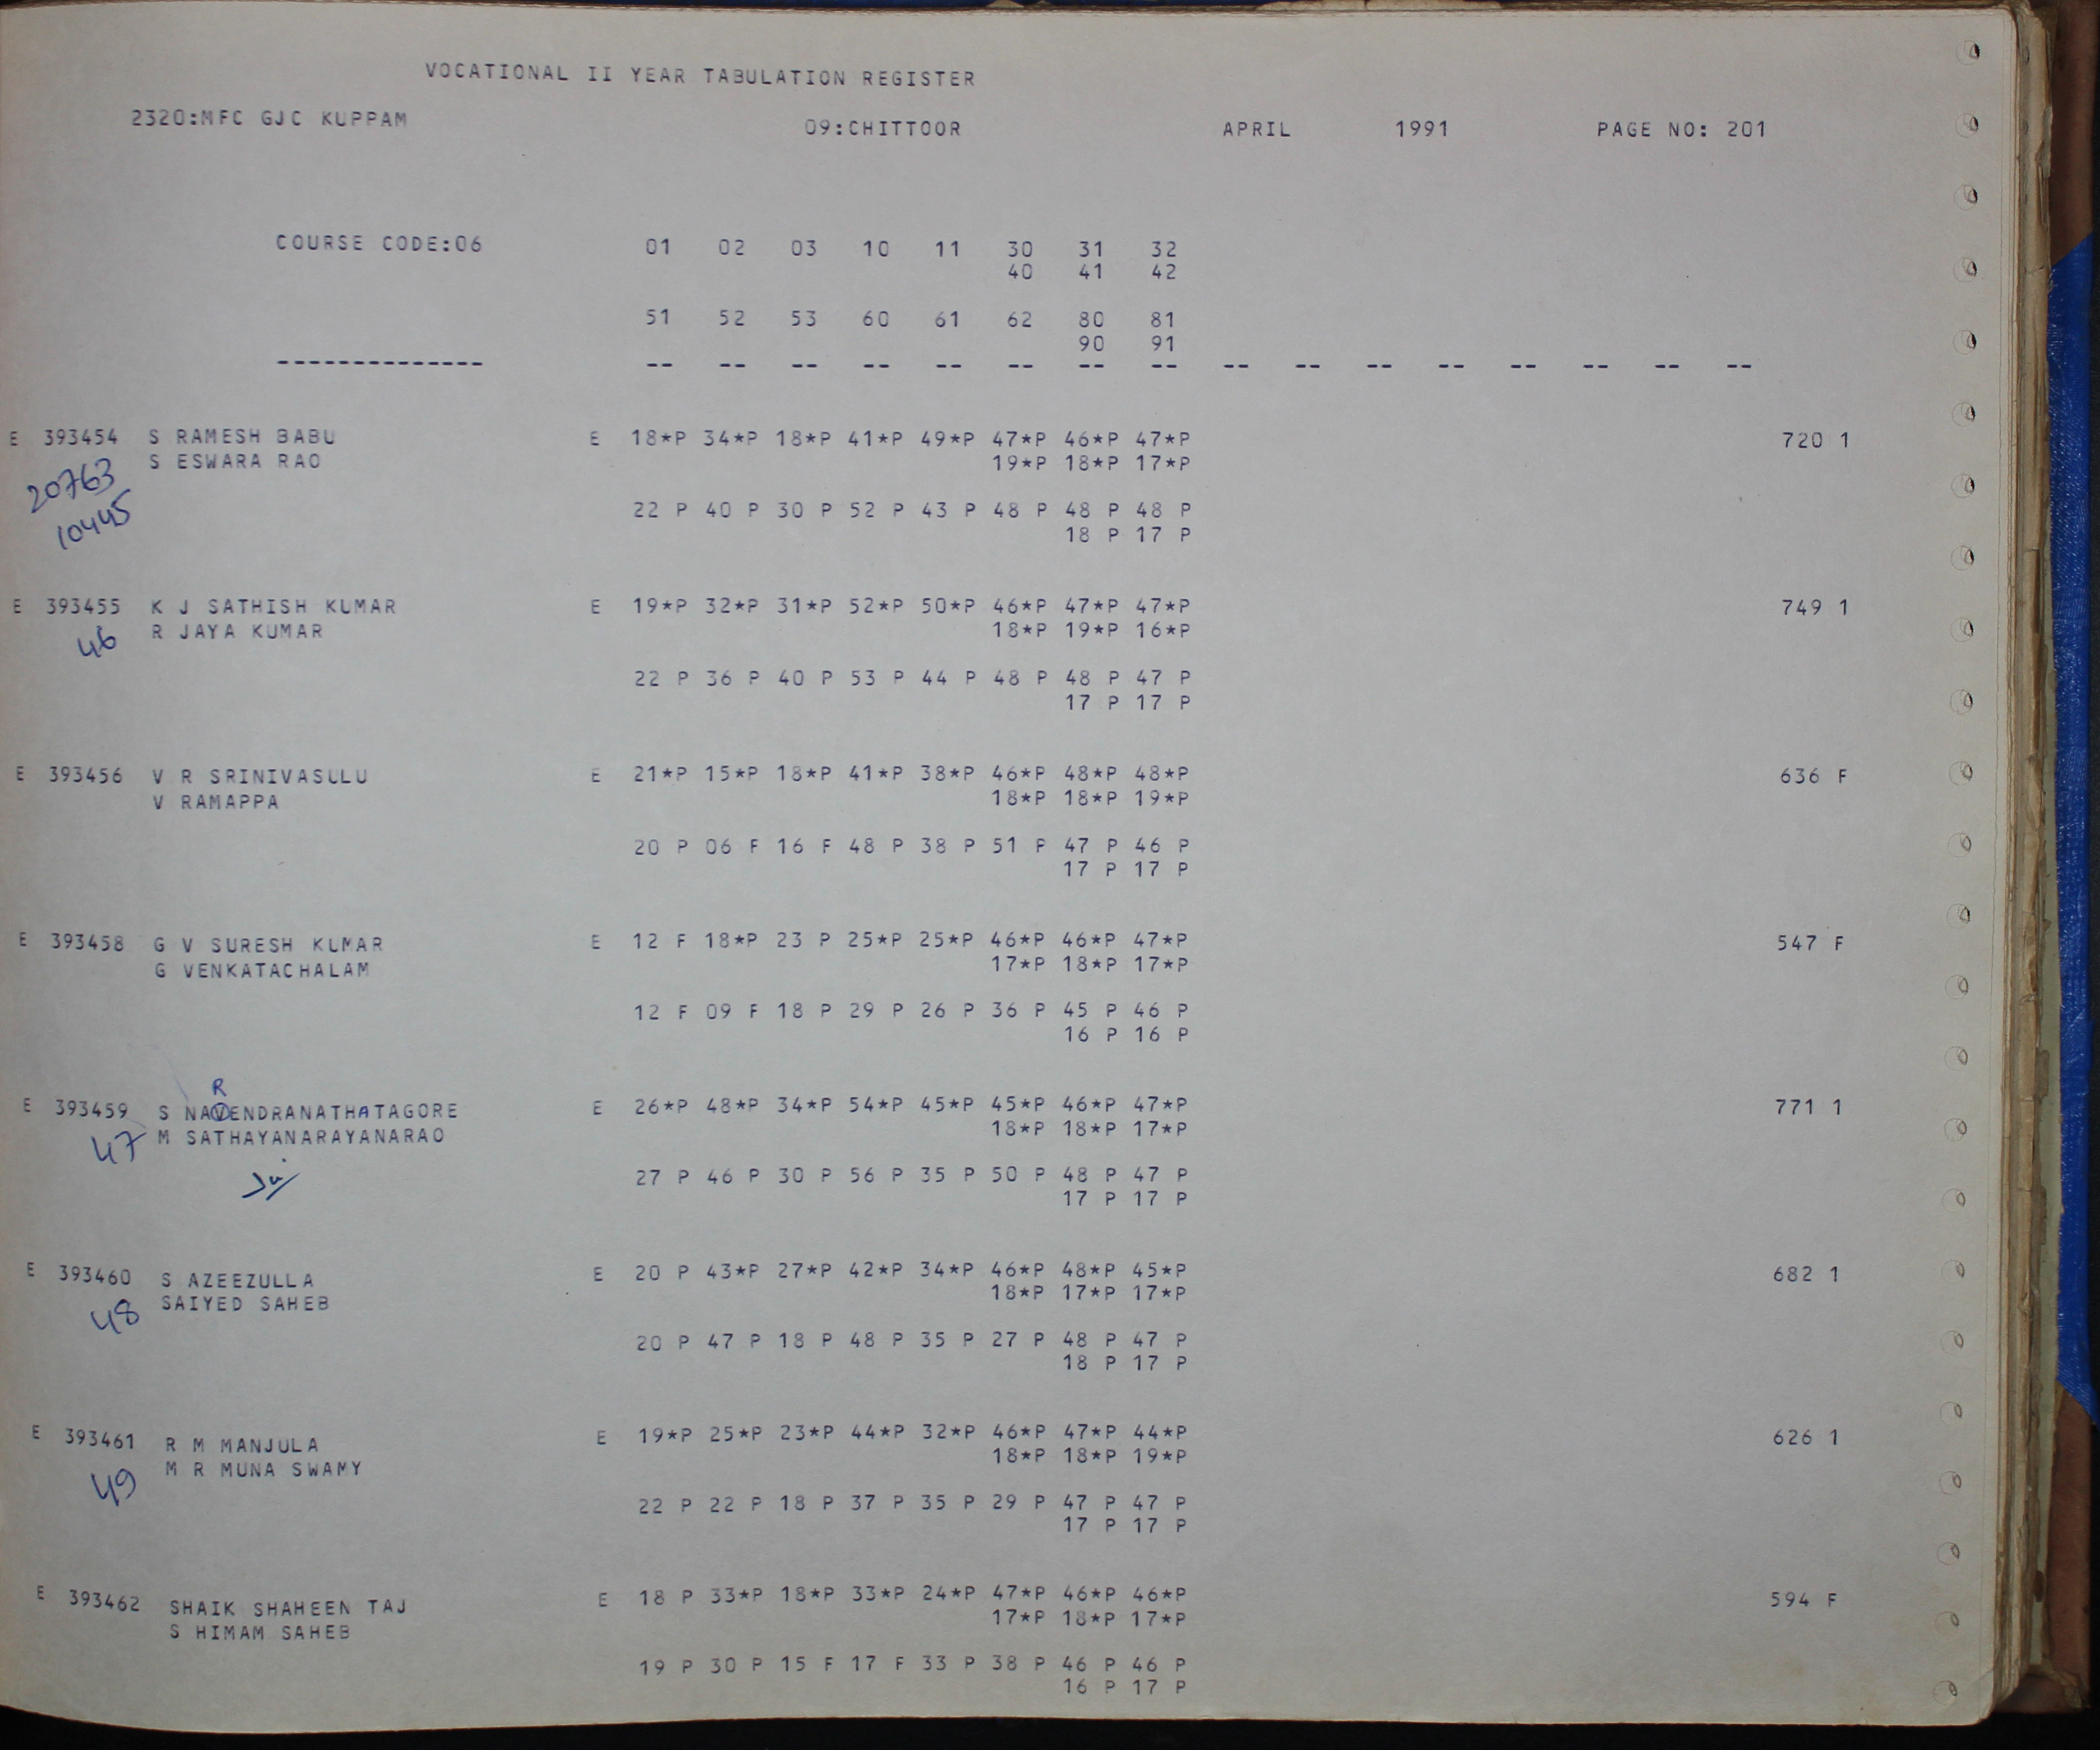 VOCATIONAL II YEAR TABULATION REGISTER
2320:MFC GJC KUPPAM 09:CHITTOOR APRIL 1991 PAGE NO: 201
COURSE CODE:06 01 02 03 10 11 30 31 32
40 41 42
51 52 53 60 61 62 80 81
90 91
-------------- -- -- -- -- -- -- -- -- -- -- -- -- -- -- -- --
E 393454 S RAMESH BABU E 18*P 34*P 18*P 41*P 49*P 47*P 46*P 47*P 720 1
S ESWARA RAO 19*P 18*P 17*P
20763
22 P 40 P 30 P 52 P 43 P 48 P 48 P 48 P
10445
18 P 17 P
E 393455 K J SATHISH KUMAR E 19*P 32*P 31*P 52*P 50*P 46*P 47*P 47*P 749 1
46 R JAYA KUMAR 18*P 19*P 16*P
22 P 36 P 40 P 53 P 44 P 48 P 48 P 47 P
17 P 17 P
E 393456 V R SRINIVASULU E 21*P 15*P 18*P 41*P 38*P 46*P 48*P 48*P 636 F
V RAMAPPA 18*P 18*P 19*P
20 P 06 F 16 F 48 P 38 P 51 P 47 P 46 P
17 P 17 P
E 393458 G V SURESH KUMAR E 12 F 18*P 23 P 25*P 25*P 46*P 46*P 47*P 547 F
G VENKATACHALAM 17*P 18*P 17*P
12 F 09 F 18 P 29 P 26 P 36 P 45 P 46 P
16 P 16 P
R
E 393459 S NAVENDRANATHATAGORE E 26*P 48*P 34*P 54*P 45*P 45*P 46*P 47*P 771 1
47 M SATHAYANARAYANARAO 18*P 18*P 17*P
27 P 46 P 30 P 56 P 35 P 50 P 48 P 47 P
17 P 17 P
E 393460 S AZEEZULLA E 20 P 43*P 27*P 42*P 34*P 46*P 48*P 45*P 682 1
48 SAIYED SAHEB 18*P 17*P 17*P
20 P 47 P 18 P 48 P 35 P 27 P 48 P 47 P
18 P 17 P
E 393461 R M MANJULA E 19*P 25*P 23*P 44*P 32*P 46*P 47*P 44*P 626 1
49 M R MUNA SWAMY 18*P 18*P 19*P
22 P 22 P 18 P 37 P 35 P 29 P 47 P 47 P
17 P 17 P
E 393462 SHAIK SHAHEEN TAJ E 18 P 33*P 18*P 33*P 24*P 47*P 46*P 46*P 594 F
S HIMAM SAHEB 17*P 18*P 17*P
19 P 30 P 15 F 17 F 33 P 38 P 46 P 46 P
16 P 17 P